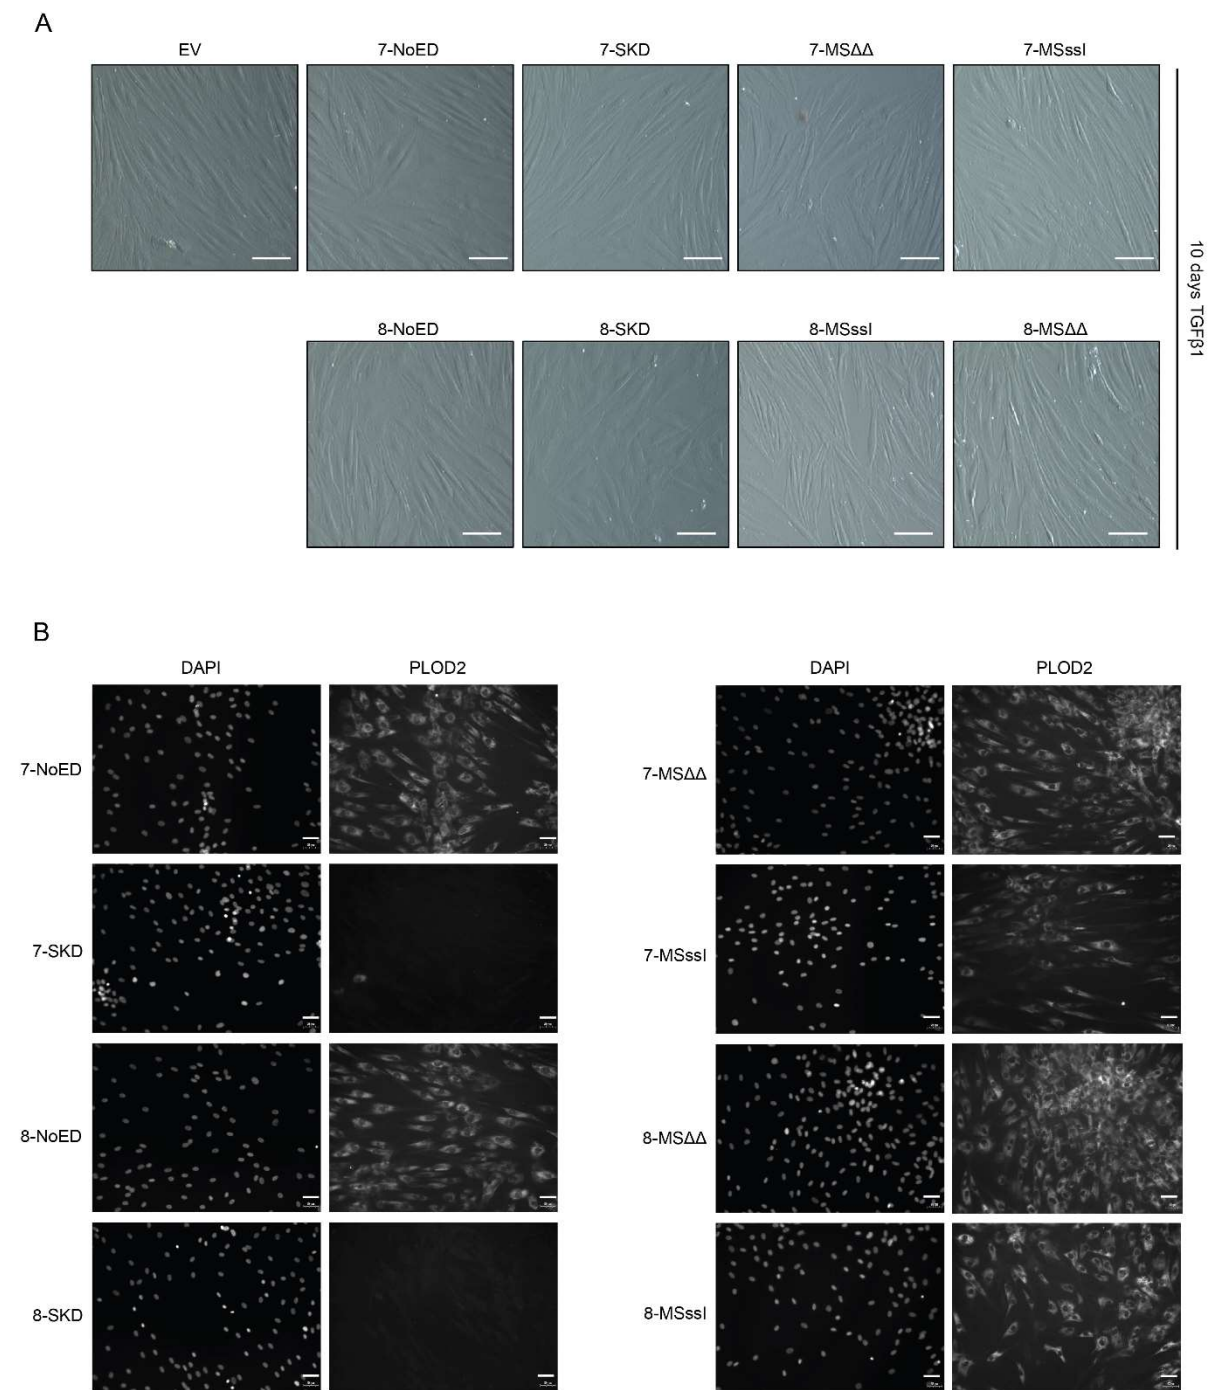 A
EV 7-NoED 7-SKD 7-MSΔΔ 7-MSssI
8-NoED 8-SKD 8-MSssI 8-MSΔΔ
10 days TGFβ1
B
DAPI PLOD2 DAPI PLOD2
7-NoED 7-MSΔΔ
7-SKD 7-MSssI
8-NoED 8-MSΔΔ
8-SKD 8-MSssI